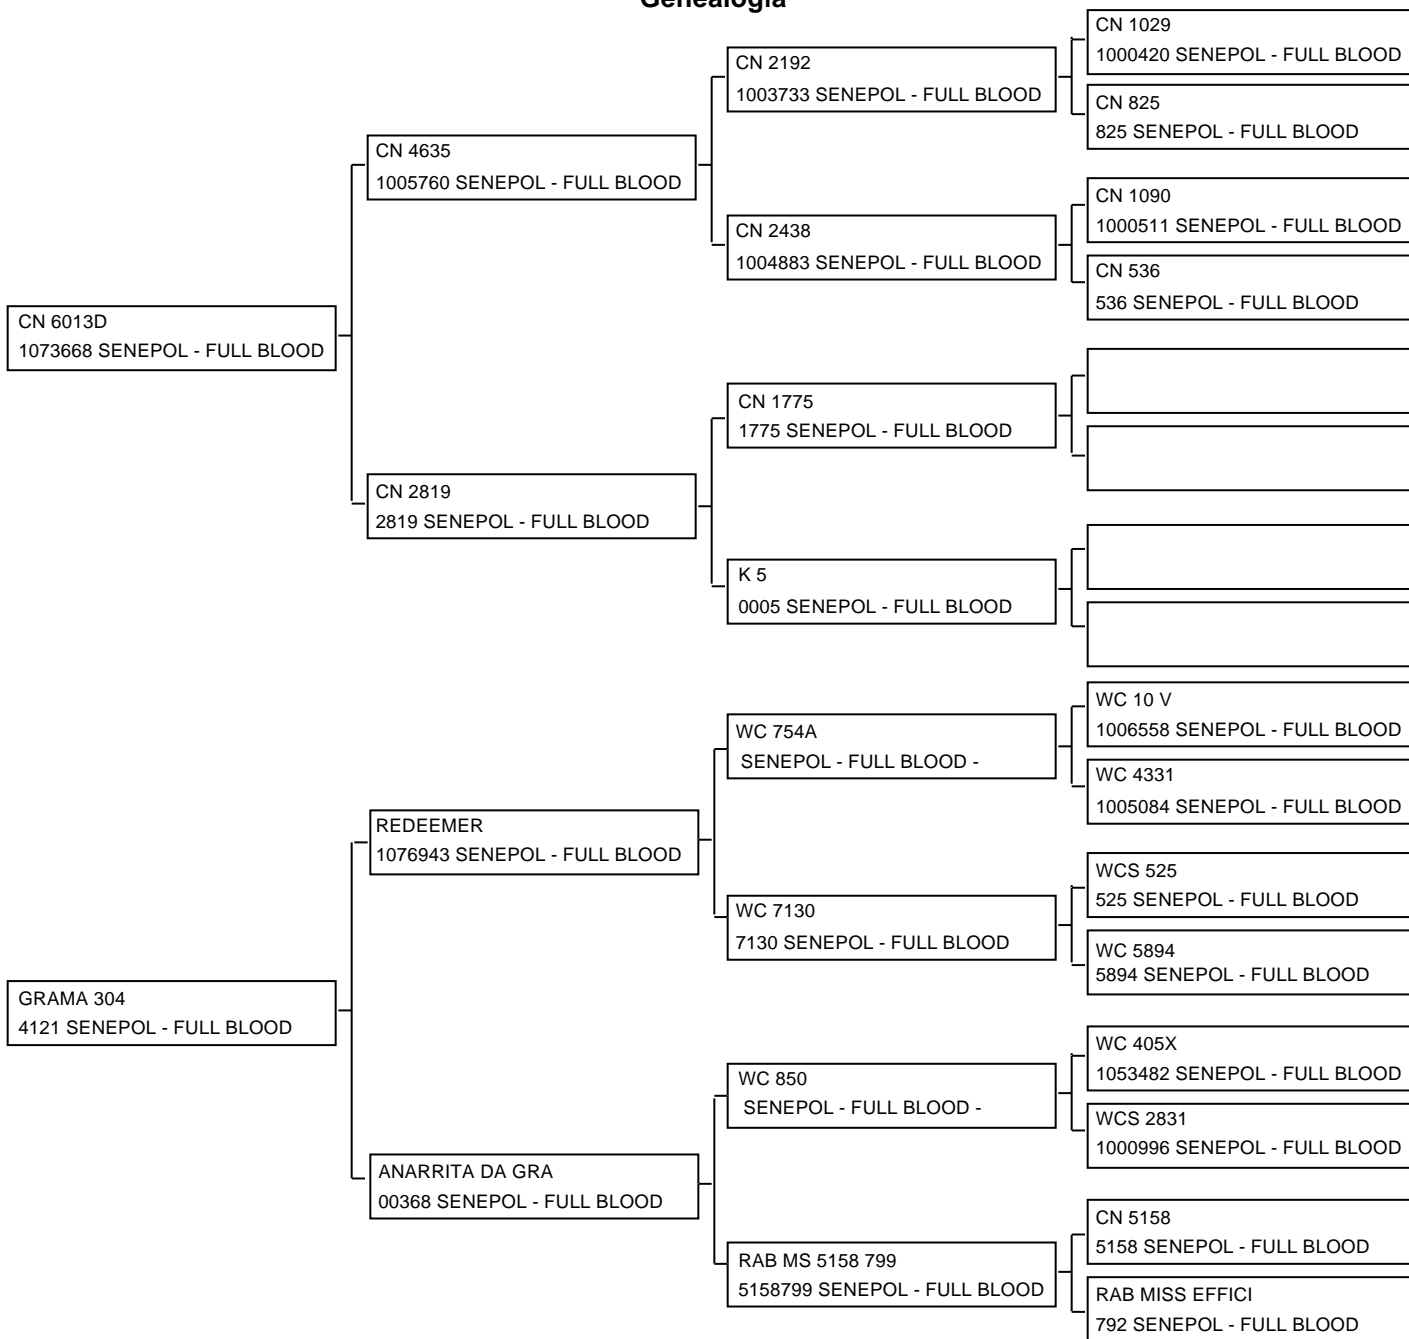 Genealogia
CN 6013D
1073668 SENEPOL - FULL BLOOD
GRAMA 304
4121 SENEPOL - FULL BLOOD
CN 4635
1005760 SENEPOL - FULL BLOOD
CN 2819
2819 SENEPOL - FULL BLOOD
REDEEMER
1076943 SENEPOL - FULL BLOOD
ANARRITA DA GRA
00368 SENEPOL - FULL BLOOD
CN 2192
1003733 SENEPOL - FULL BLOOD
CN 2438
1004883 SENEPOL - FULL BLOOD
CN 1775
1775 SENEPOL - FULL BLOOD
K 5
0005 SENEPOL - FULL BLOOD
WC 754A
SENEPOL - FULL BLOOD -
WC 7130
7130 SENEPOL - FULL BLOOD
WC 850
SENEPOL - FULL BLOOD -
RAB MS 5158 799
5158799 SENEPOL - FULL BLOOD
CN 1029
1000420 SENEPOL - FULL BLOOD
CN 825
825 SENEPOL - FULL BLOOD
CN 1090
1000511 SENEPOL - FULL BLOOD
CN 536
536 SENEPOL - FULL BLOOD
WC 10 V
1006558 SENEPOL - FULL BLOOD
WC 4331
1005084 SENEPOL - FULL BLOOD
WCS 525
525 SENEPOL - FULL BLOOD
WC 5894
5894 SENEPOL - FULL BLOOD
WC 405X
1053482 SENEPOL - FULL BLOOD
WCS 2831
1000996 SENEPOL - FULL BLOOD
CN 5158
5158 SENEPOL - FULL BLOOD
RAB MISS EFFICI
792 SENEPOL - FULL BLOOD